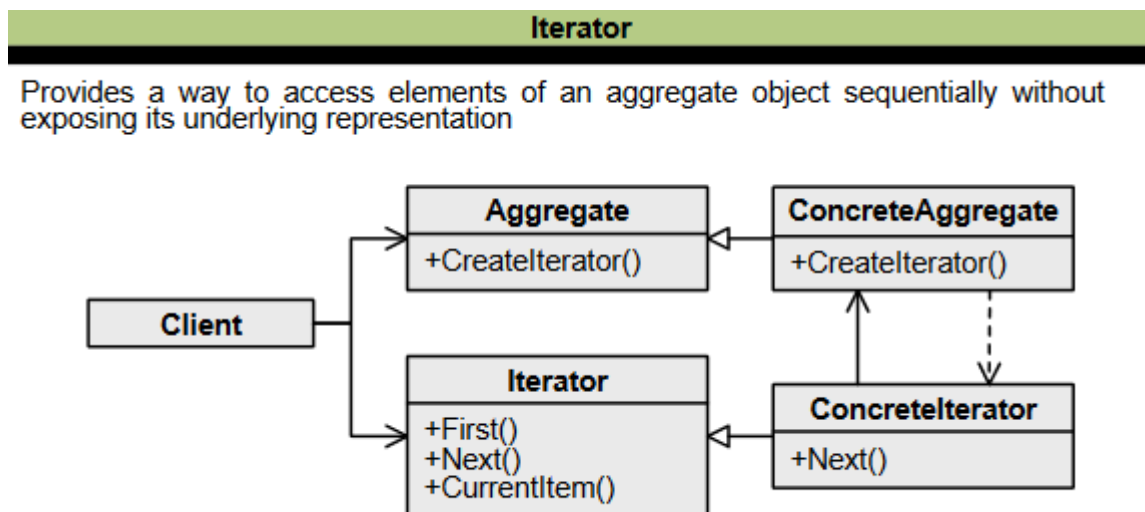 Iterator
Provides a way to access elements of an aggregate object sequentially without
exposing its underlying representation
Aggregate
+CreateIterator()
ConcreteAggregate
+CreateIterator()
Client
Iterator
+First()
+Next()
+CurrentItem()
ConcreteIterator
+Next()